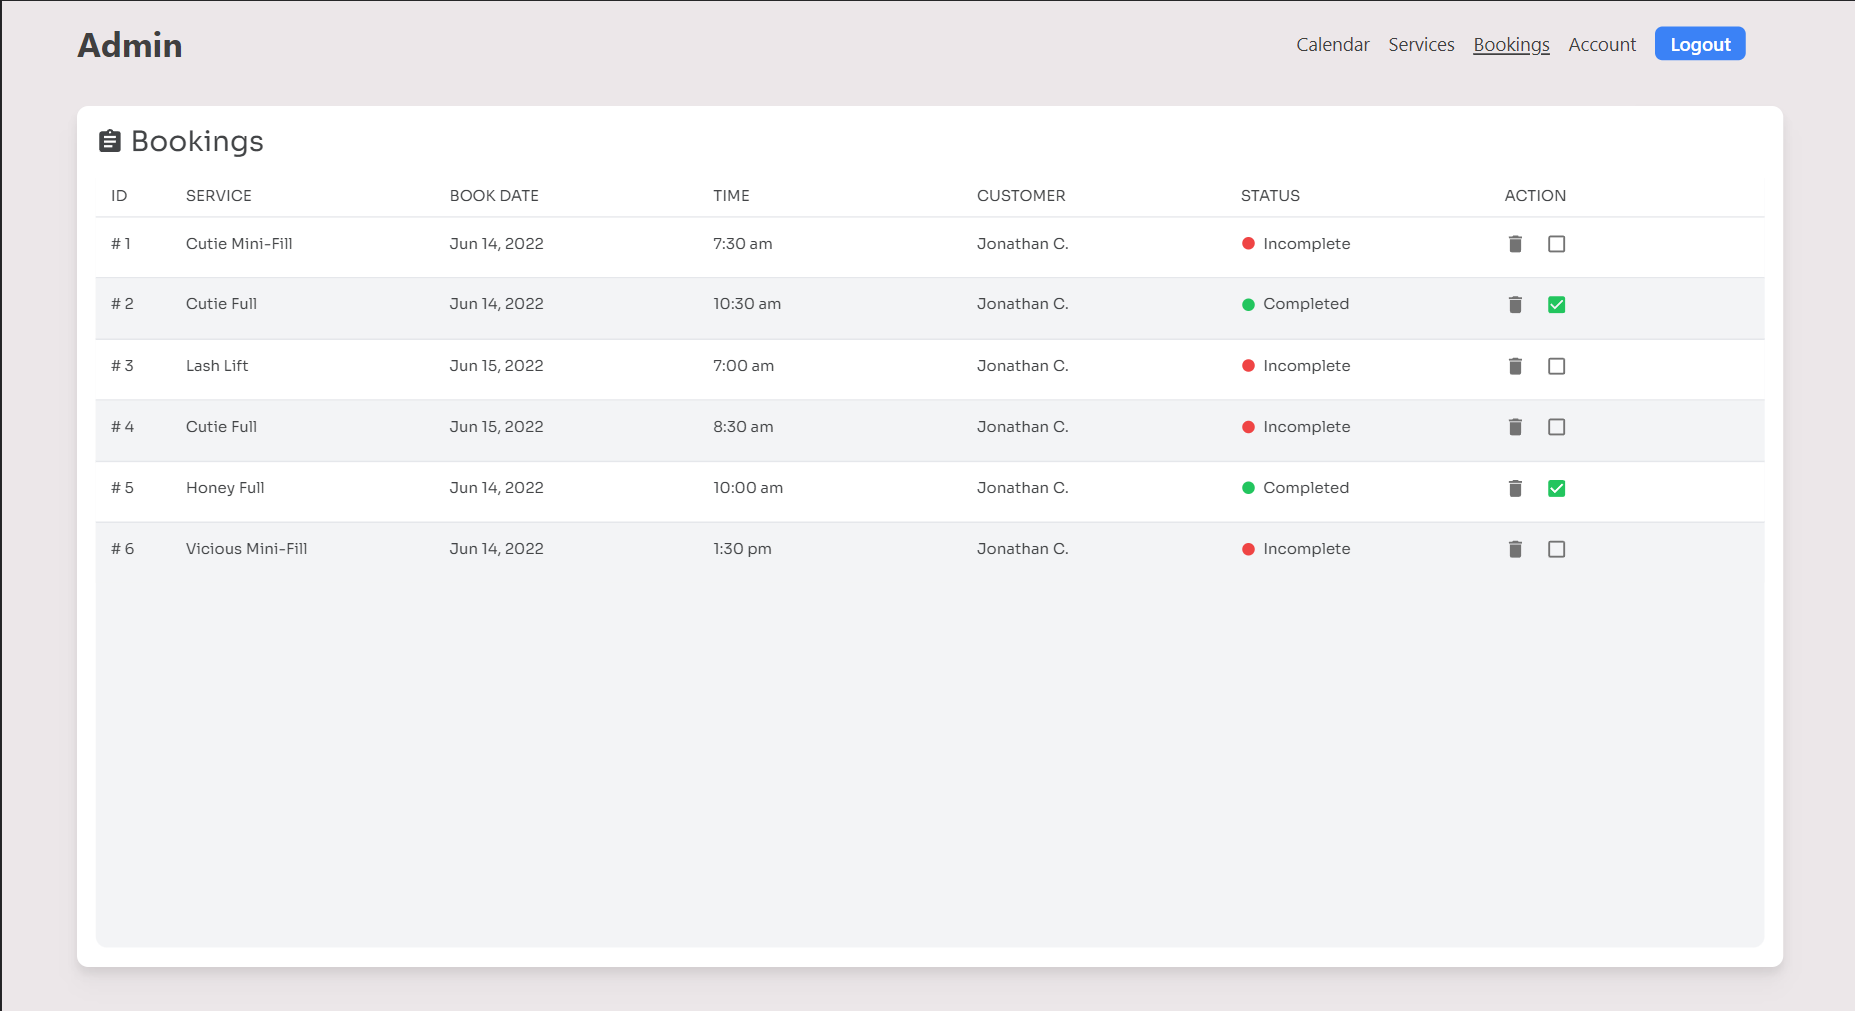 Admin
Calendar Services Bookings Account Logout
Bookings
ID SERVICE BOOK DATE TIME CUSTOMER STATUS ACTION
# 1 Cutie Mini-Fill Jun 14, 2022 7:30 am Jonathan C. Incomplete
# 2 Cutie Full Jun 14, 2022 10:30 am Jonathan C. Completed
# 3 Lash Lift Jun 15, 2022 7:00 am Jonathan C. Incomplete
# 4 Cutie Full Jun 15, 2022 8:30 am Jonathan C. Incomplete
# 5 Honey Full Jun 14, 2022 10:00 am Jonathan C. Completed
# 6 Vicious Mini-Fill Jun 14, 2022 1:30 pm Jonathan C. Incomplete